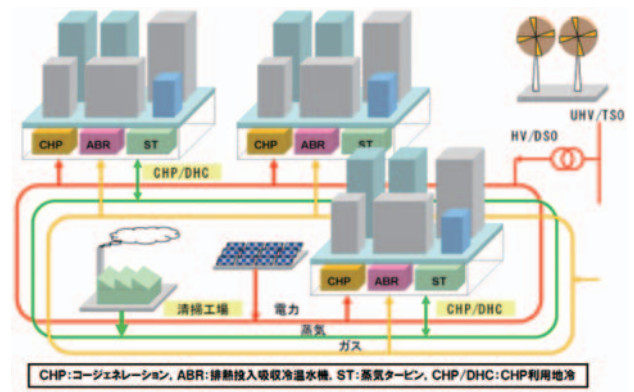 UHV/TSO
HV/DSO
CHP ABR ST
CHP ABR ST
CHP/DHC
CHP ABR ST
清掃工場
電力
CHP/DHC
蒸気
ガス
CHP:コージェネレーション, ABR:排熱投入吸収冷温水機, ST:蒸気タービン, CHP/DHC:CHP利用地冷